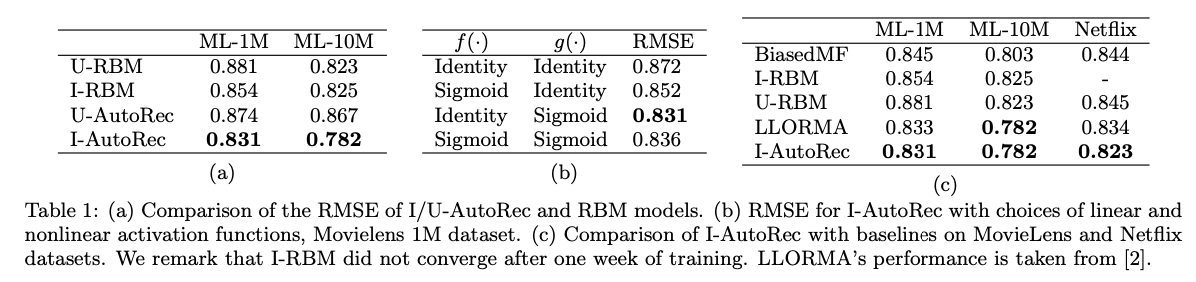 ML-1M ML-10M
U-RBM 0.881 0.823
I-RBM 0.854 0.825
U-AutoRec 0.874 0.867
I-AutoRec 0.831 0.782
(a)
f(·) g(·) RMSE
Identity Identity 0.872
Sigmoid Identity 0.852
Identity Sigmoid 0.831
Sigmoid Sigmoid 0.836
(b)
ML-1M ML-10M Netflix
BiasedMF 0.845 0.803 0.844
I-RBM 0.854 0.825 -
U-RBM 0.881 0.823 0.845
LLORMA 0.833 0.782 0.834
I-AutoRec 0.831 0.782 0.823
(c)
Table 1: (a) Comparison of the RMSE of I/U-AutoRec and RBM models. (b) RMSE for I-AutoRec with choices of linear and
nonlinear activation functions, Movielens 1M dataset. (c) Comparison of I-AutoRec with baselines on MovieLens and Netflix
datasets. We remark that I-RBM did not converge after one week of training. LLORMA's performance is taken from [2].